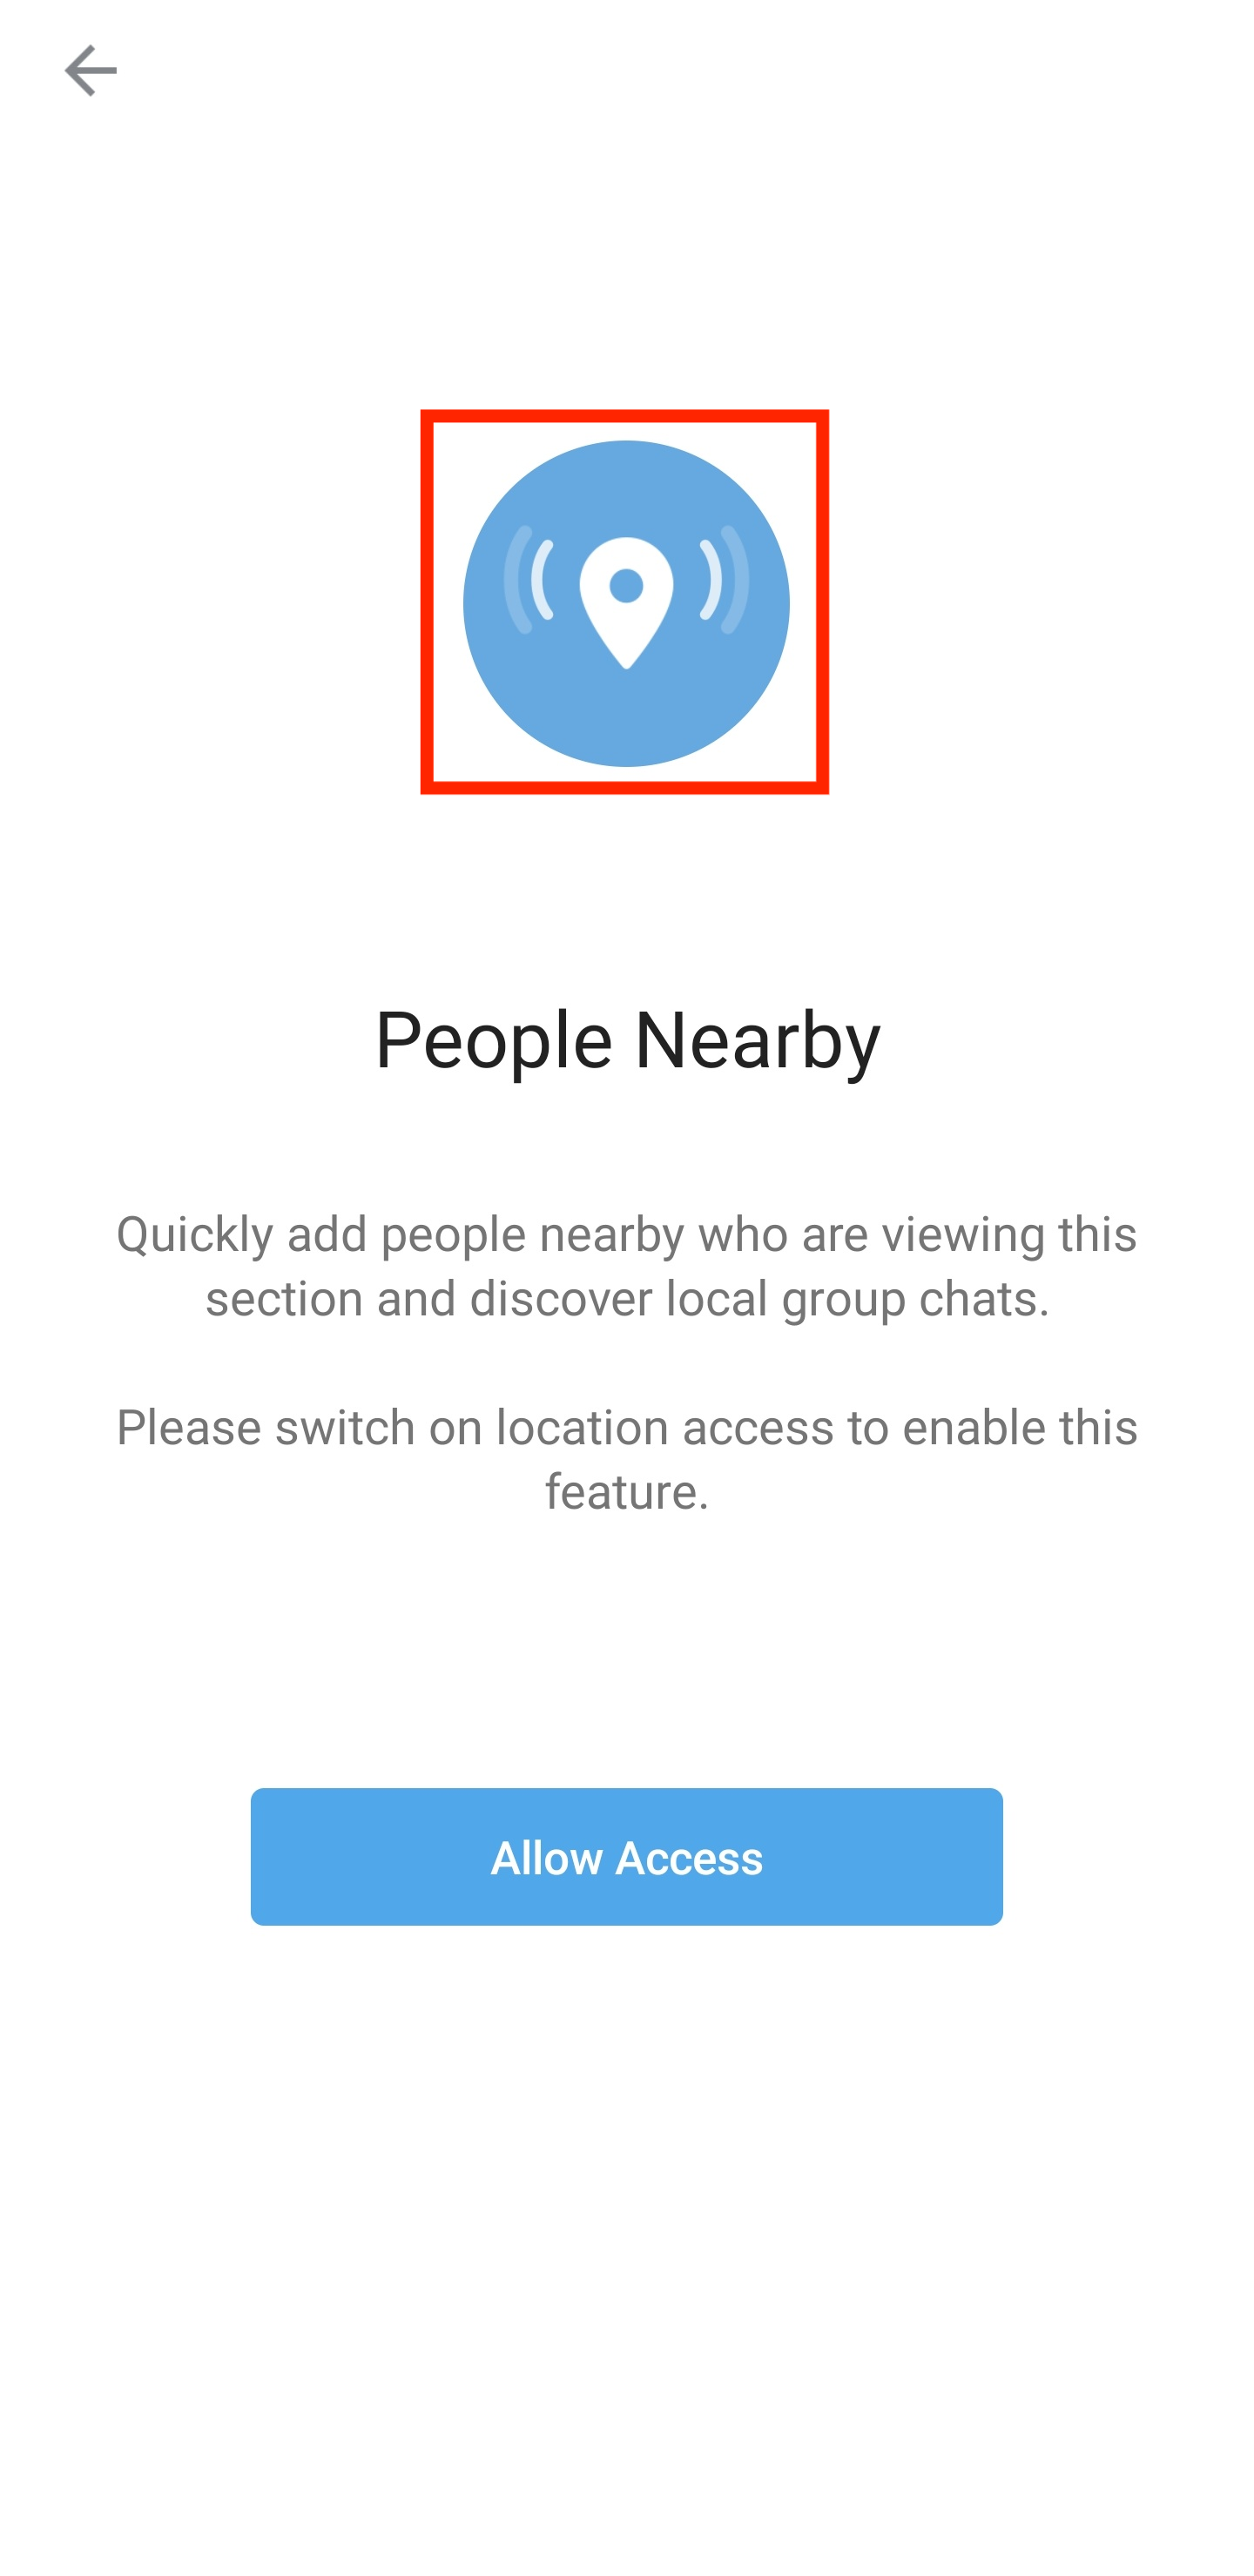 People Nearby
Quickly add people nearby who are viewing this
section and discover local group chats.
Please switch on location access to enable this
feature.
Allow Access